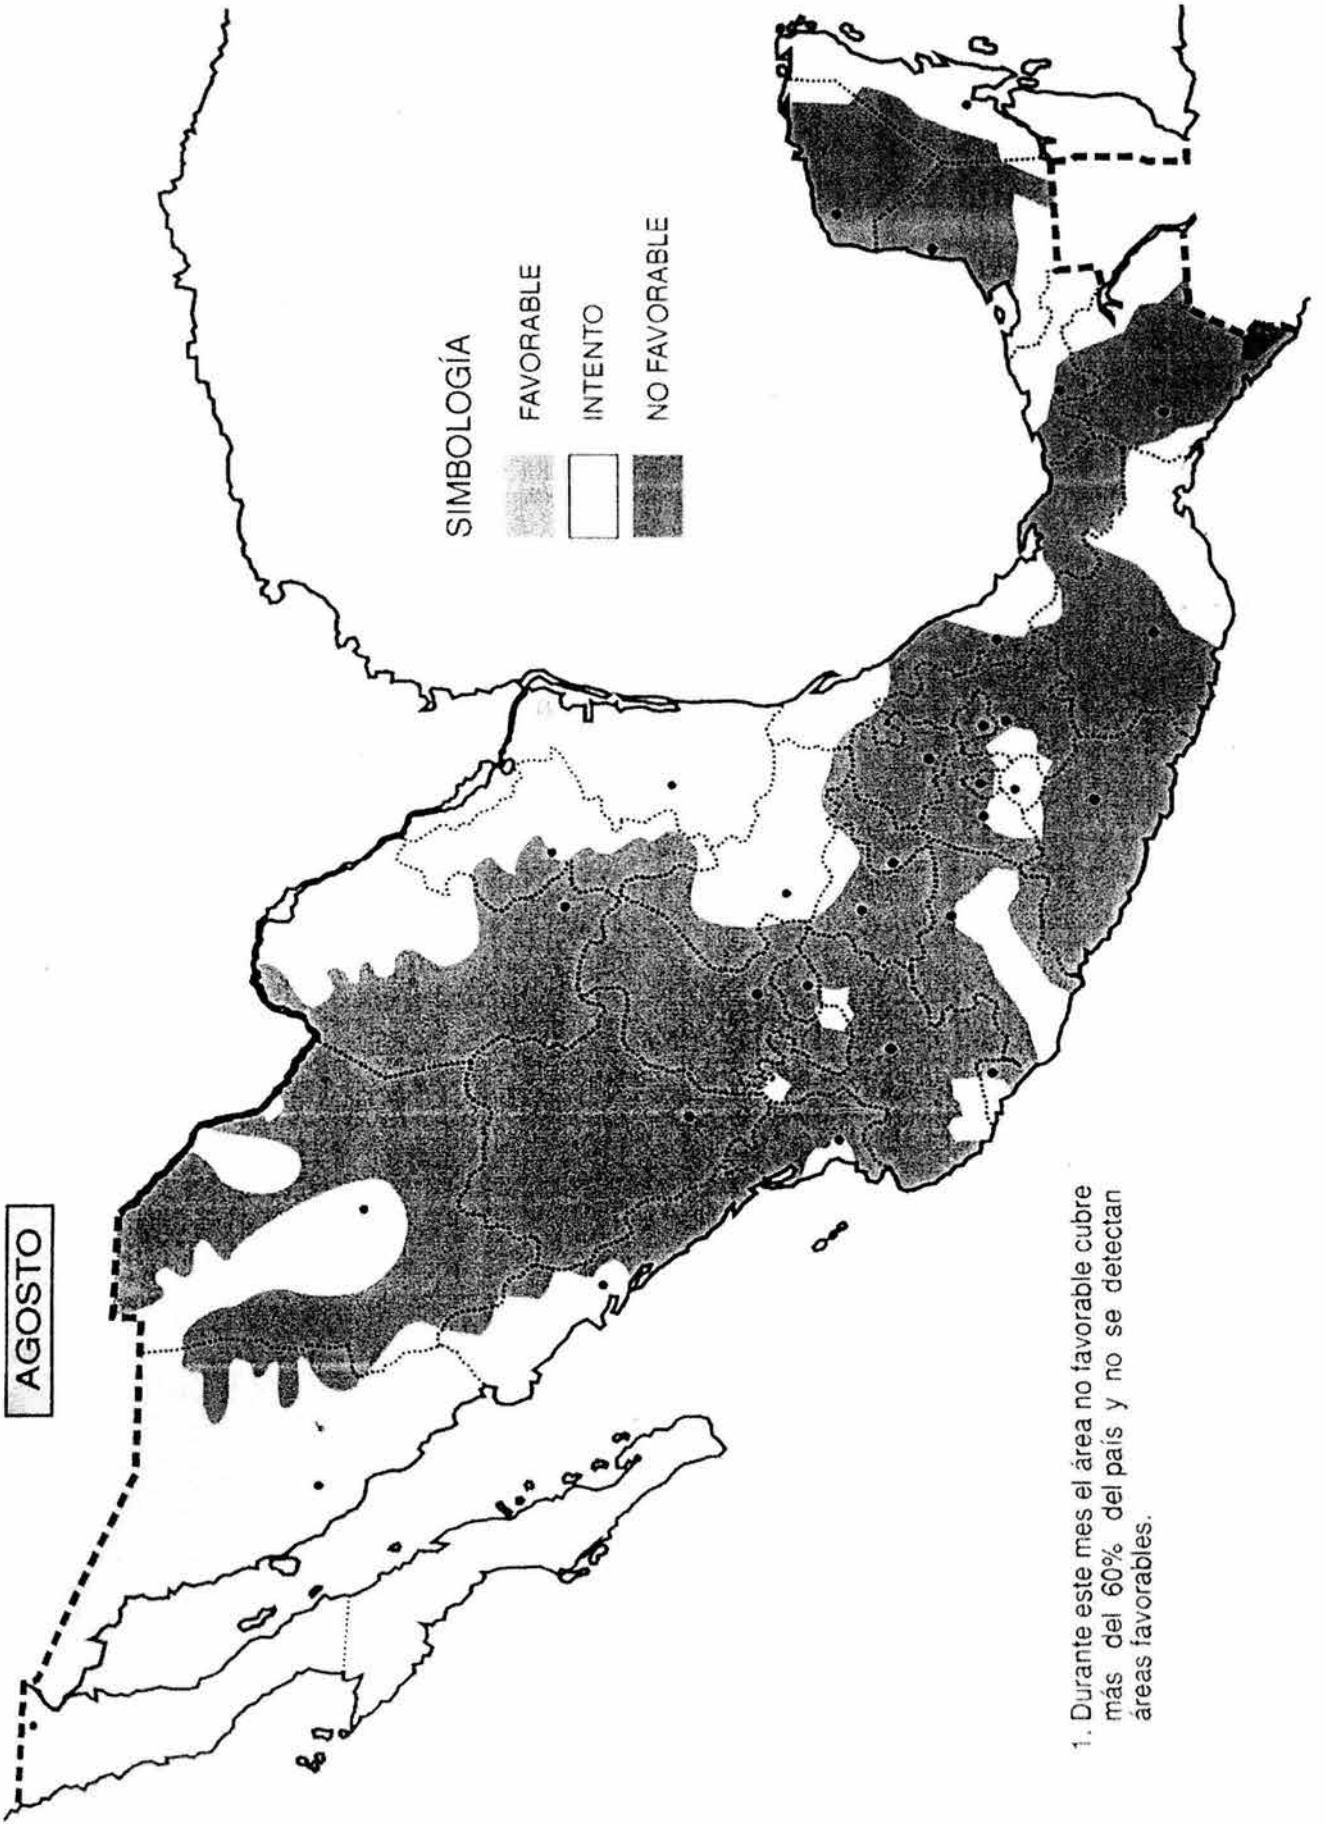 AGOSTO
SIMBOLOGÍA
FAVORABLE
INTENTO
NO FAVORABLE
1. Durante este mes el área no favorable cubre
más del 60% del país y no se detectan
áreas favorables.